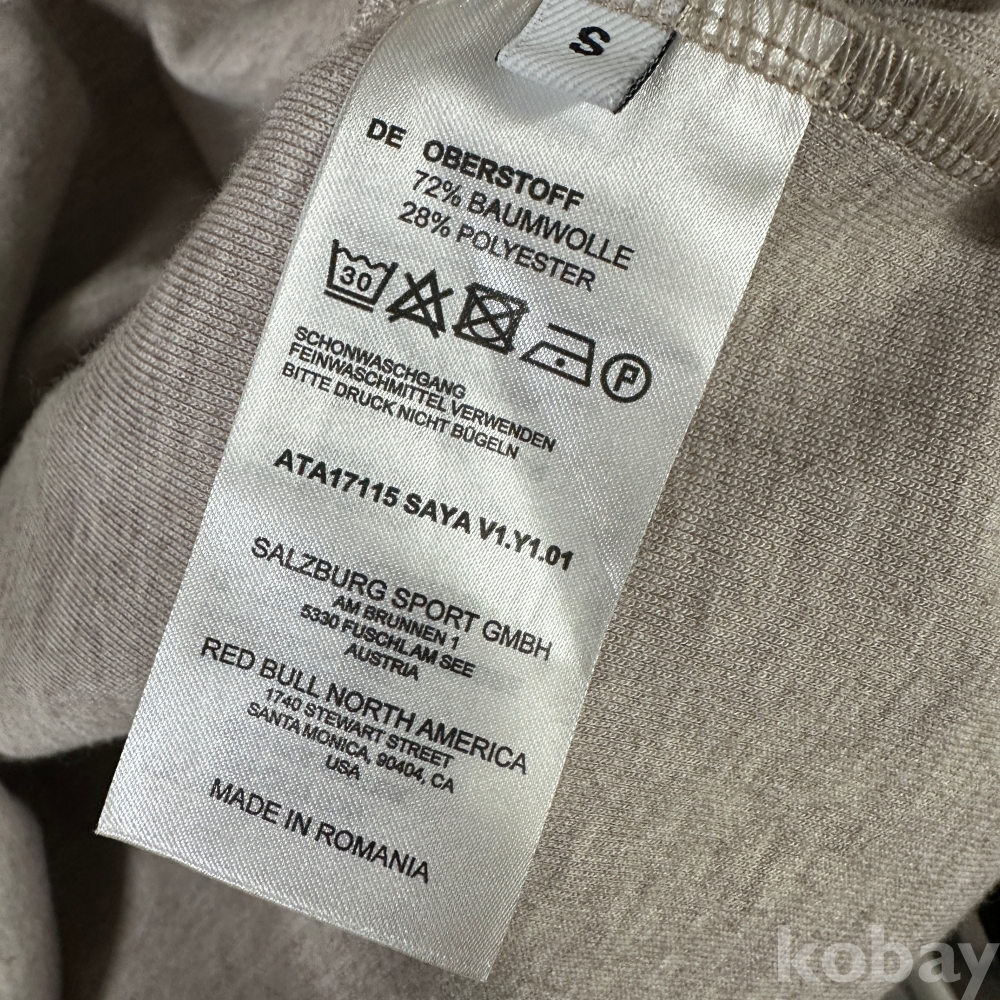 S
DE OBERSTOFF
72% BAUMWOLLE
28% POLYESTER
30
P
SCHONWASCHGANG
FEINWASCHMITTEL VERWENDEN
BITTE DRUCK NICHT BÜGELN
ATA17115 SAYA V1.Y1.01
SALZBURG SPORT GMBH
AM BRUNNEN 1
5330 FUSCHL AM SEE
AUSTRIA
RED BULL NORTH AMERICA
1740 STEWART STREET
SANTA MONICA, 90404, CA
USA
MADE IN ROMANIA
kobay